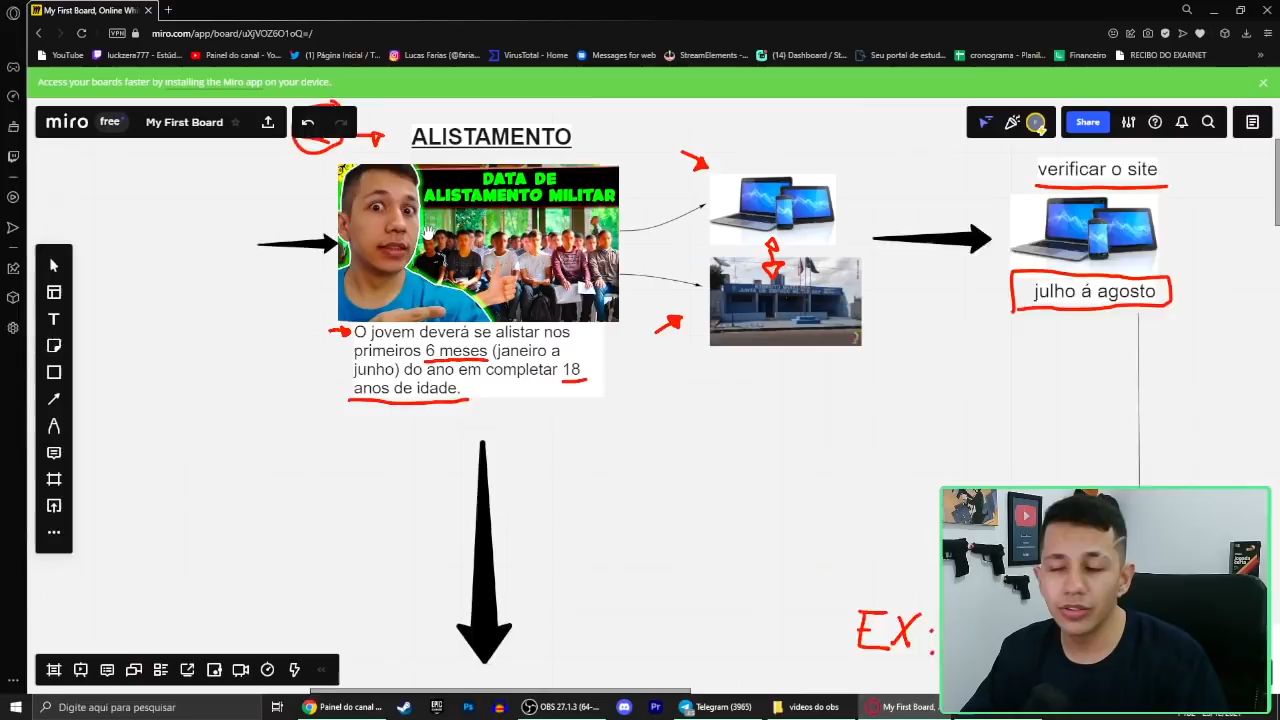 My First Board, Online Wh
VPN
miro.com/app/board/uXjVOZ6O1oQ=/
YouTube
luckzera777 - Estúd...
Painel do canal - ...
(1) Página Inicial / T...
Instagram
Lucas Farias (@faria...
VirusTotal - Home
Messages for web
StreamElements - ...
(14) Dashboard / St...
Seu portal de estud...
cronograma - Planil...
Financeiro
RECIBO DO EXARNET
Access your boards faster by installing the Miro app on your device.
miro
free
My First Board
Share
ALISTAMENTO
DATA DE
ALISTAMENTO MILITAR
O jovem deverá se alistar nos
primeiros 6 meses (janeiro a
junho) do ano em completar 18
anos de idade.
verificar o site
julho á agosto
EX:
Digite aqui para pesquisar
Painel do canal ...
OBS 27.1.3 (64-...
Telegram (3965)
videos do obs
My First Board, ...